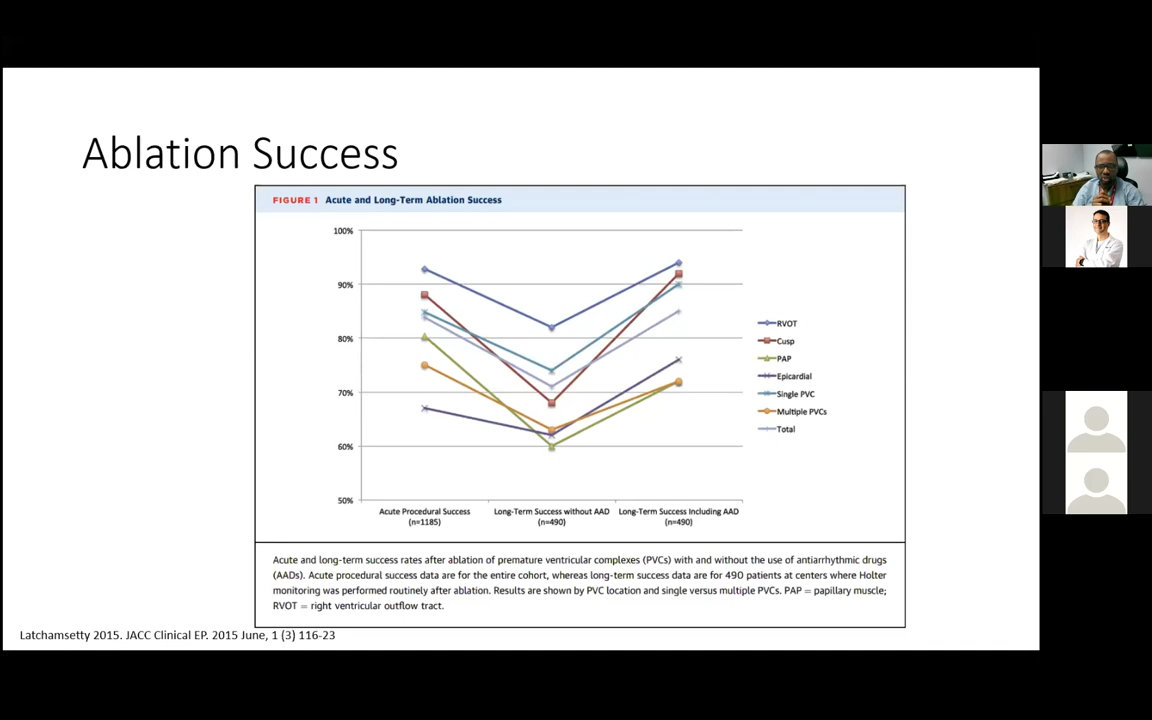 Ablation Success
FIGURE 1 Acute and Long-Term Ablation Success
100%
90%
80%
70%
60%
50%
RVOT
Cusp
PAP
Epicardial
Single PVC
Multiple PVCs
Total
Acute Procedural Success
(n=1185)
Long-Term Success without AAD
(n=490)
Long-Term Success Including AAD
(n=490)
Acute and long-term success rates after ablation of premature ventricular complexes (PVCs) with and without the use of antiarrhythmic drugs
(AADs). Acute procedural success data are for the entire cohort, whereas long-term success data are for 490 patients at centers where Holter
monitoring was performed routinely after ablation. Results are shown by PVC location and single versus multiple PVCs. PAP = papillary muscle;
RVOT = right ventricular outflow tract.
Latchamsetty 2015. JACC Clinical EP. 2015 June, 1 (3) 116-23